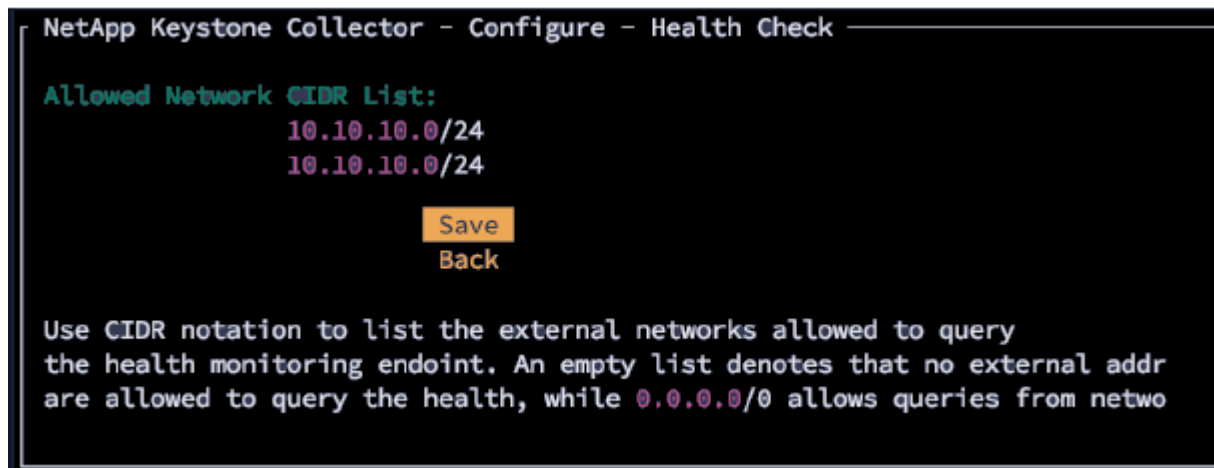 NetApp Keystone Collector - Configure - Health Check
Allowed Network CIDR List:
10.10.10.0/24
10.10.10.0/24
Save
Back
Use CIDR notation to list the external networks allowed to query
the health monitoring endoint. An empty list denotes that no external addr
are allowed to query the health, while 0.0.0.0/0 allows queries from netwo